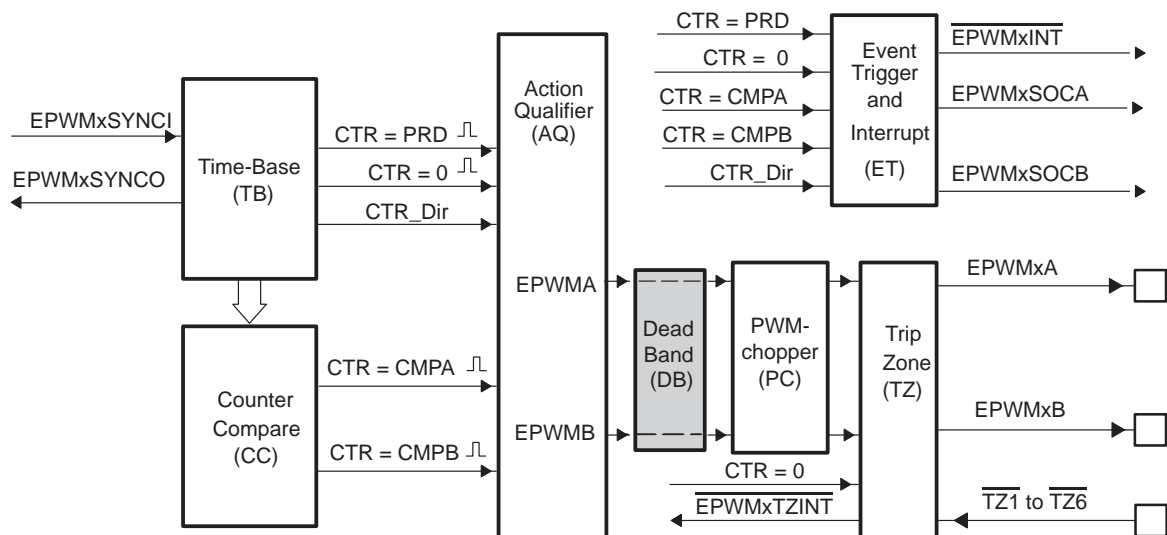 EPWMxSYNCI
EPWMxSYNCO
Time-Base
(TB)
CTR = PRD
CTR = 0
CTR_Dir
Counter
Compare
(CC)
CTR = CMPA
CTR = CMPB
Action
Qualifier
(AQ)
EPWMA
EPWMB
CTR = PRD
CTR = 0
CTR = CMPA
CTR = CMPB
CTR_Dir
Event
Trigger
and
Interrupt
(ET)
EPWMxINT
EPWMxSOCA
EPWMxSOCB
Dead
Band
(DB)
PWM-
chopper
(PC)
Trip
Zone
(TZ)
CTR = 0
EPWMxTZINT
EPWMxA
EPWMxB
TZ1 to TZ6